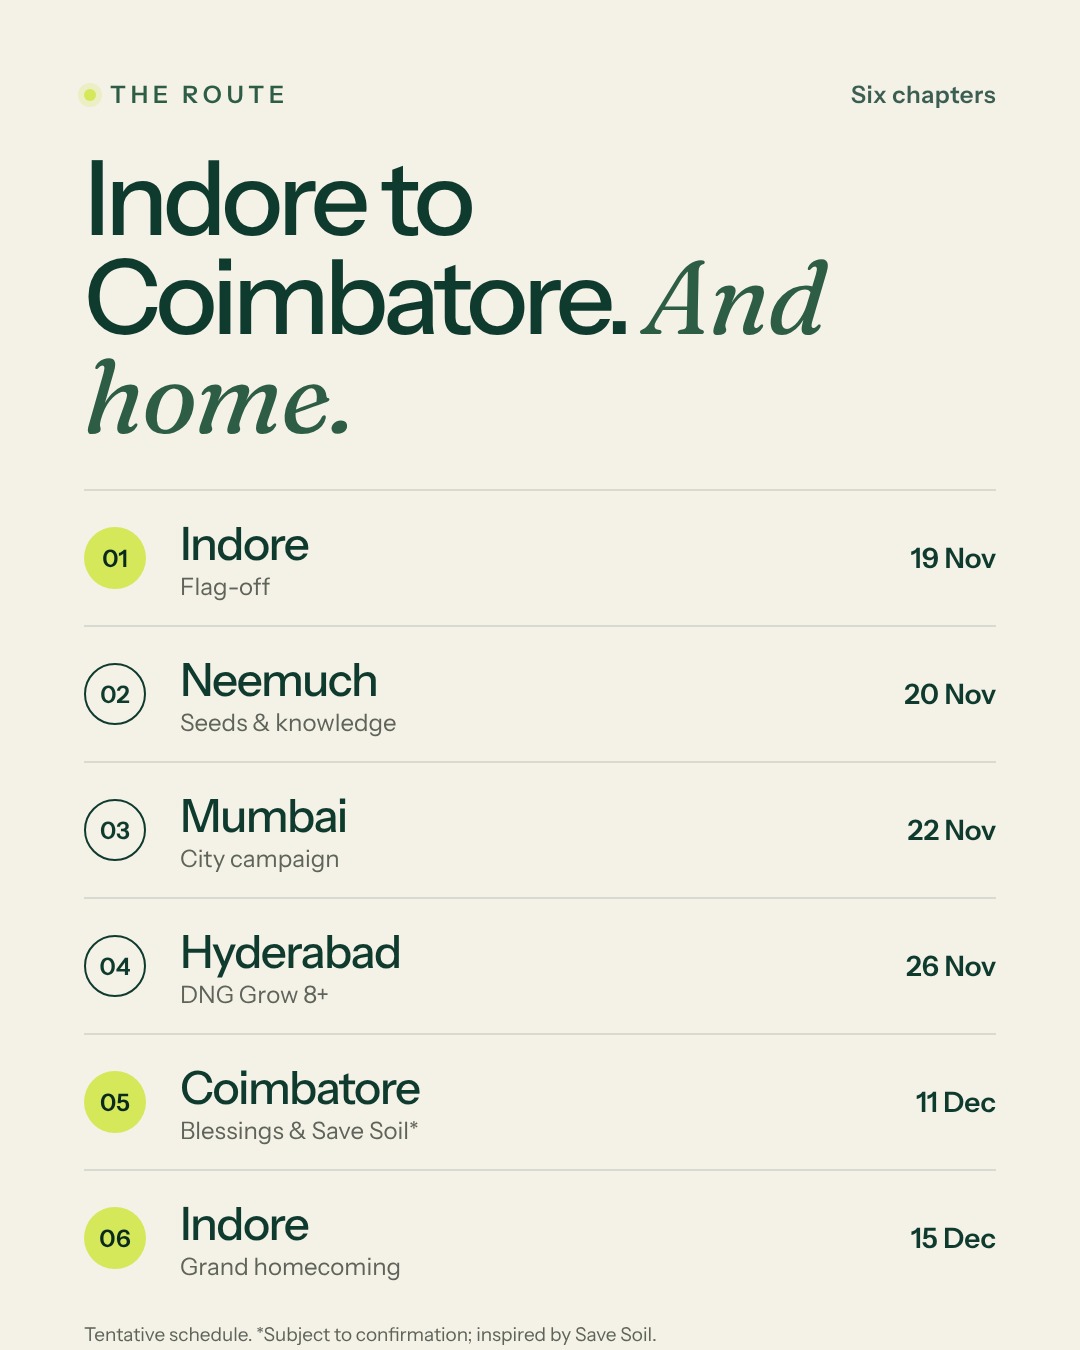 THE ROUTE
Six chapters
Indore to
Coimbatore. And
home.
01
Indore
Flag-off
19 Nov
02
Neemuch
Seeds & knowledge
20 Nov
03
Mumbai
City campaign
22 Nov
04
Hyderabad
DNG Grow 8+
26 Nov
05
Coimbatore
Blessings & Save Soil*
11 Dec
06
Indore
Grand homecoming
15 Dec
Tentative schedule. *Subject to confirmation; inspired by Save Soil.